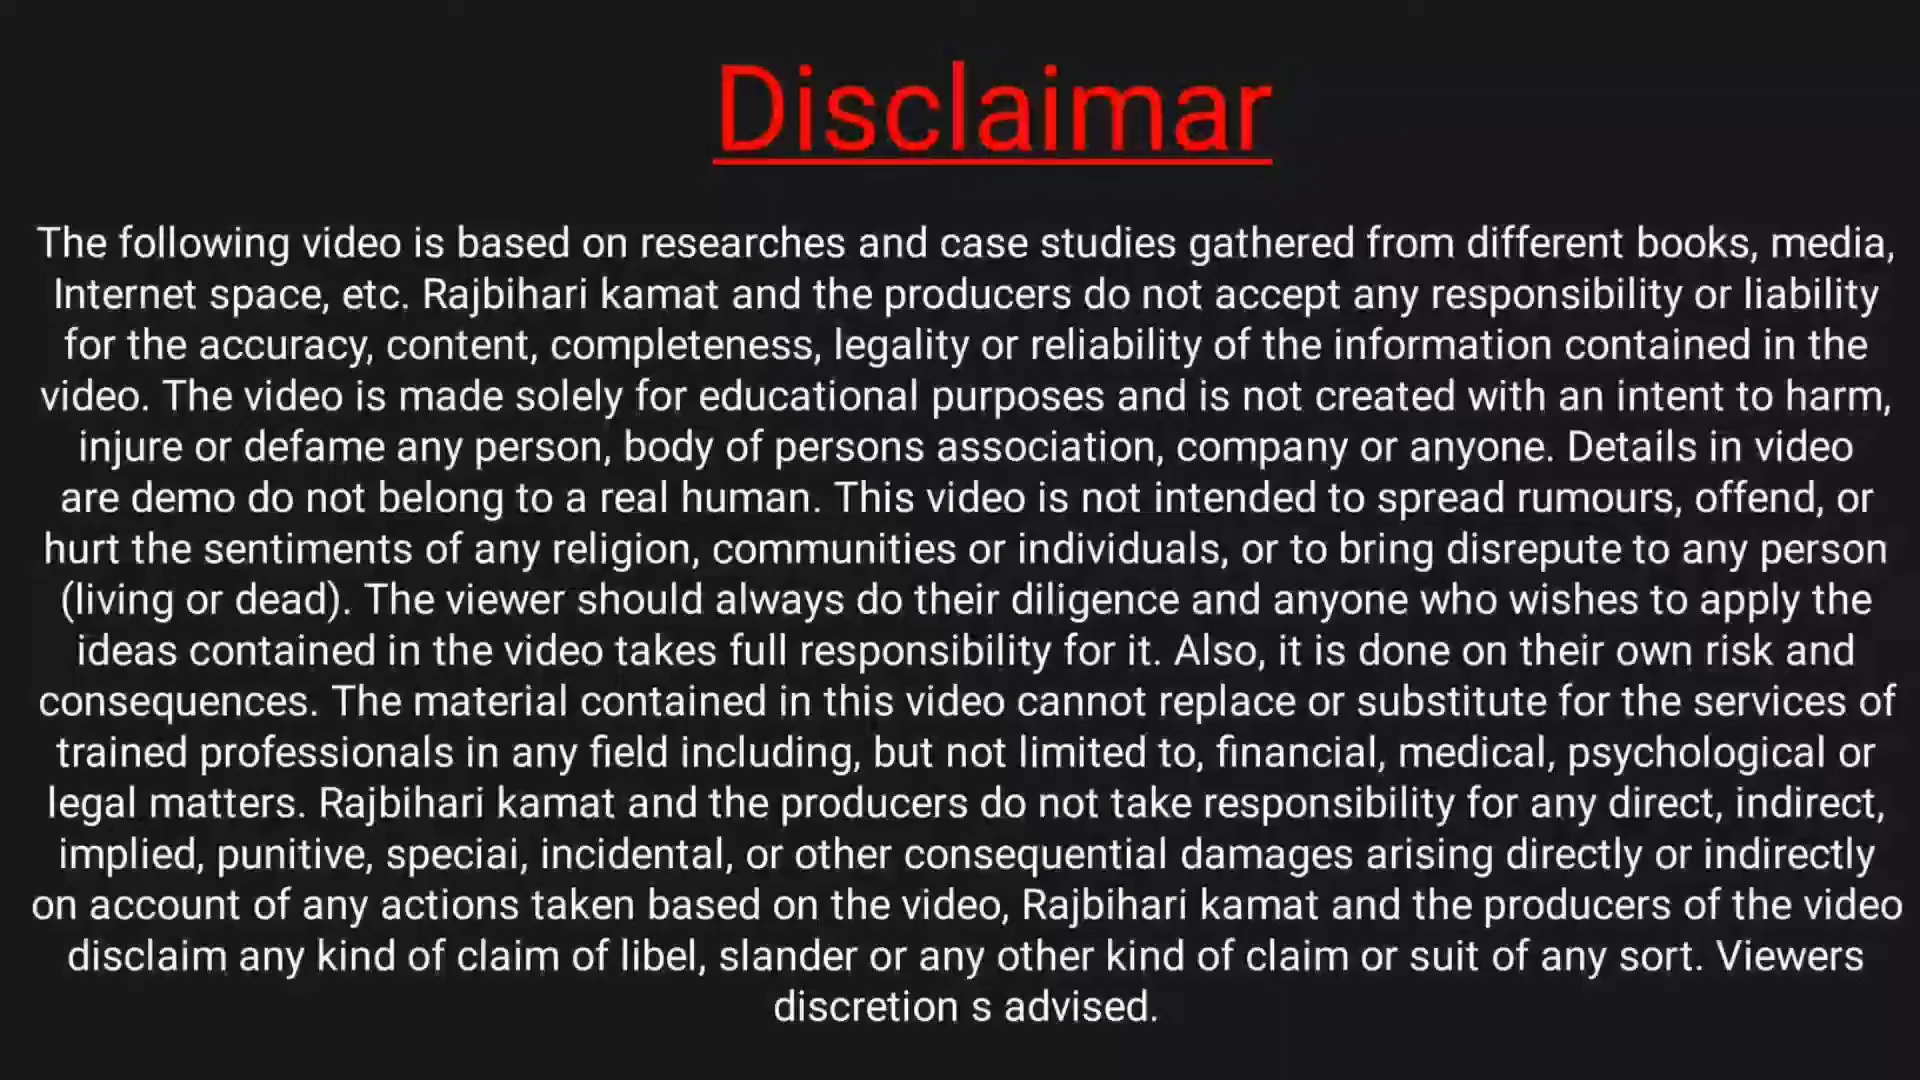 Disclaimar
The following video is based on researches and case studies gathered from different books, media,
Internet space, etc. Rajbihari kamat and the producers do not accept any responsibility or liability
for the accuracy, content, completeness, legality or reliability of the information contained in the
video. The video is made solely for educational purposes and is not created with an intent to harm,
injure or defame any person, body of persons association, company or anyone. Details in video
are demo do not belong to a real human. This video is not intended to spread rumours, offend, or
hurt the sentiments of any religion, communities or individuals, or to bring disrepute to any person
(living or dead). The viewer should always do their diligence and anyone who wishes to apply the
ideas contained in the video takes full responsibility for it. Also, it is done on their own risk and
consequences. The material contained in this video cannot replace or substitute for the services of
trained professionals in any field including, but not limited to, financial, medical, psychological or
legal matters. Rajbihari kamat and the producers do not take responsibility for any direct, indirect,
implied, punitive, speciai, incidental, or other consequential damages arising directly or indirectly
on account of any actions taken based on the video, Rajbihari kamat and the producers of the video
disclaim any kind of claim of libel, slander or any other kind of claim or suit of any sort. Viewers
discretion s advised.